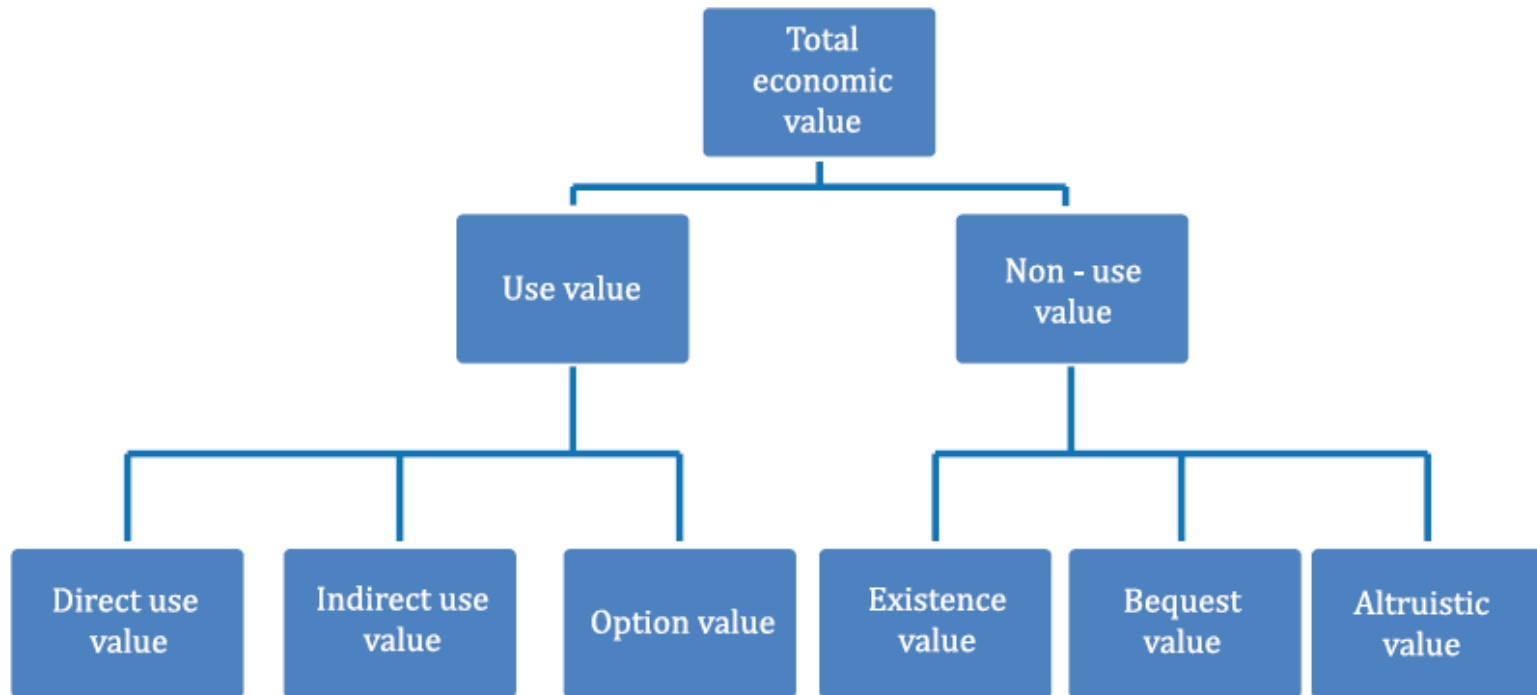 Total
economic
value
Use value
Non - use
value
Direct use
value
Indirect use
value
Option value
Existence
value
Bequest
value
Altruistic
value